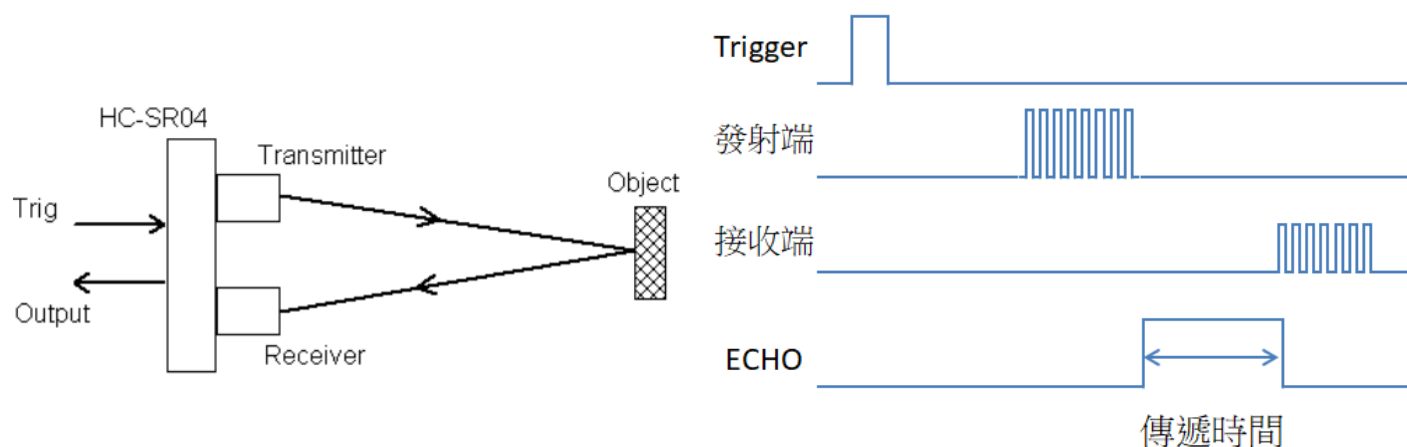 HC-SR04
Transmitter
Object
Trig
Output
Receiver
Trigger
發射端
接收端
ECHO
傳遞時間